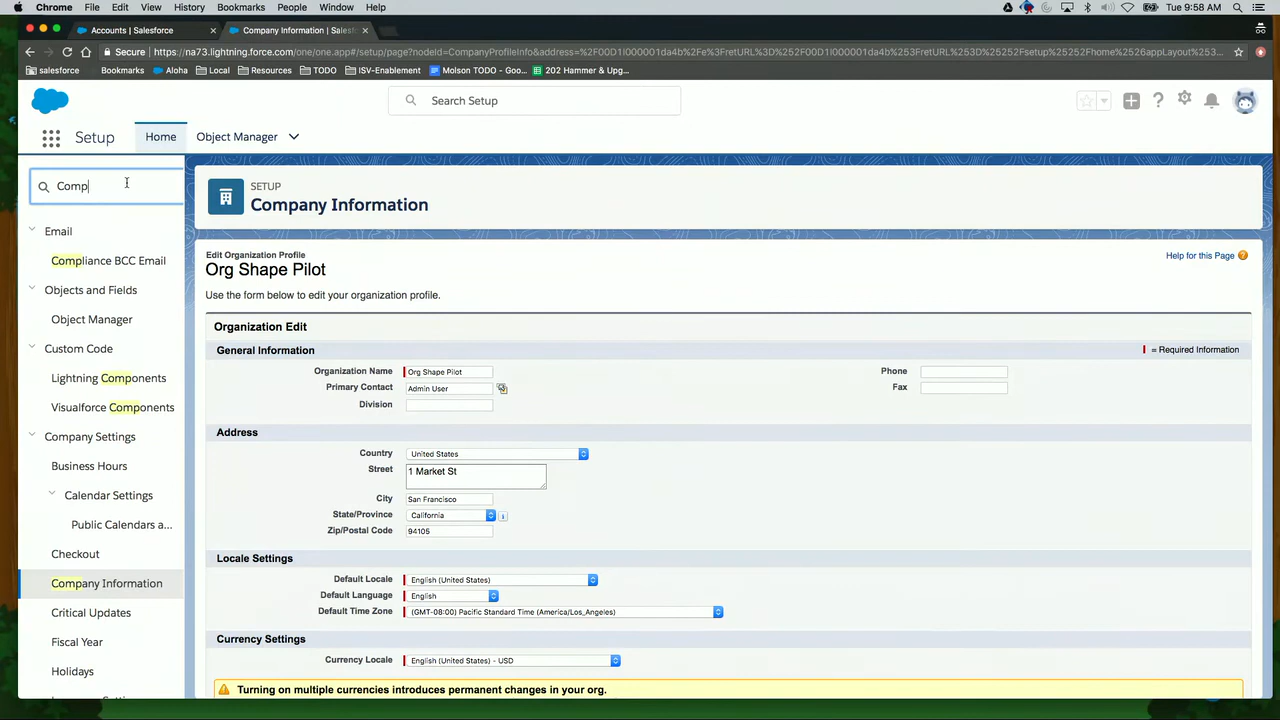 Chrome File Edit View History Bookmarks People Window Help
Tue 9:58 AM
Accounts | Salesforce
Company Information | Sales
Secure https://na73.lightning.force.com/one/one.app#/setup/page?nodeId=CompanyProfileInfo&address=%2F00D1I000001da4b%2Fe%3FretURL%3D%252F00D1I000001da4b%253FretURL%253D%25252Fsetup%25252Fhome%2526appLayout%253...
salesforce Bookmarks Aloha Local Resources TODO ISV-Enablement Molson TODO - Goo... 202 Hammer & Upg...
Search Setup
Setup Home Object Manager
Comp
Email
Compliance BCC Email
Objects and Fields
Object Manager
Custom Code
Lightning Components
Visualforce Components
Company Settings
Business Hours
Calendar Settings
Public Calendars a...
Checkout
Company Information
Critical Updates
Fiscal Year
Holidays
SETUP
Company Information
Edit Organization Profile
Org Shape Pilot
Help for this Page
Use the form below to edit your organization profile.
Organization Edit
General Information
= Required Information
Organization Name Org Shape Pilot
Phone
Primary Contact Admin User
Fax
Division
Address
Country United States
Street 1 Market St
City San Francisco
State/Province California
Zip/Postal Code 94105
Locale Settings
Default Locale English (United States)
Default Language English
Default Time Zone (GMT-08:00) Pacific Standard Time (America/Los_Angeles)
Currency Settings
Currency Locale English (United States) - USD
Turning on multiple currencies introduces permanent changes in your org.